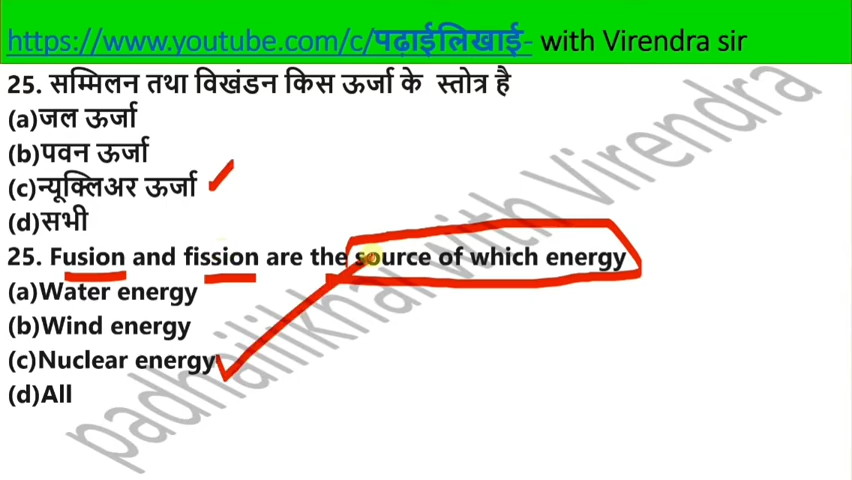 https://www.youtube.com/c/पढ़ाईलिखाई- with Virendra sir
25. सम्मिलन तथा विखंडन किस ऊर्जा के स्तोत्र है
(a)जल ऊर्जा
(b)पवन ऊर्जा
(c)न्यूक्लिअर ऊर्जा
(d)सभी
25. Fusion and fission are the source of which energy
(a)Water energy
(b)Wind energy
(c)Nuclear energy
(d)All
padhailikhai with Virendra